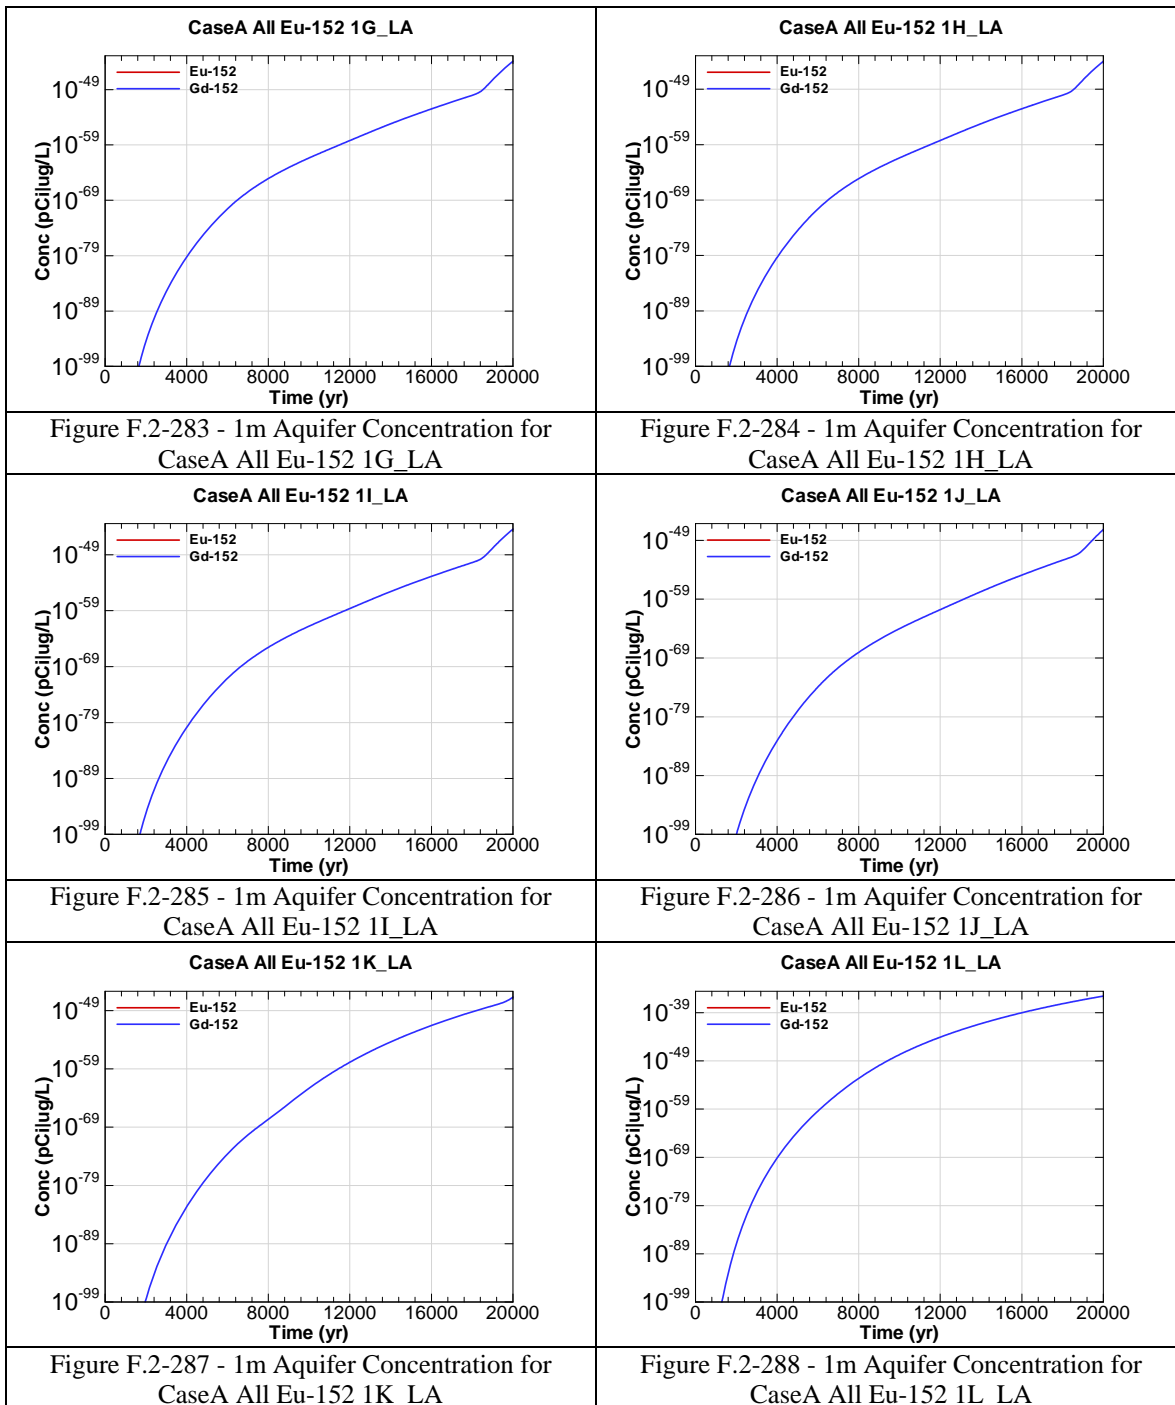 CaseA All Eu-152 1G_LA
Eu-152
Gd-152
10^-49
10^-59
10^-69
10^-79
10^-89
10^-99
Conc (pCi|ug/L)
0 4000 8000 12000 16000 20000
Time (yr)
Figure F.2-283 - 1m Aquifer Concentration for
CaseA All Eu-152 1G_LA
CaseA All Eu-152 1H_LA
Eu-152
Gd-152
10^-49
10^-59
10^-69
10^-79
10^-89
10^-99
Conc (pCi|ug/L)
0 4000 8000 12000 16000 20000
Time (yr)
Figure F.2-284 - 1m Aquifer Concentration for
CaseA All Eu-152 1H_LA
CaseA All Eu-152 1I_LA
Eu-152
Gd-152
10^-49
10^-59
10^-69
10^-79
10^-89
10^-99
Conc (pCi|ug/L)
0 4000 8000 12000 16000 20000
Time (yr)
Figure F.2-285 - 1m Aquifer Concentration for
CaseA All Eu-152 1I_LA
CaseA All Eu-152 1J_LA
Eu-152
Gd-152
10^-49
10^-59
10^-69
10^-79
10^-89
10^-99
Conc (pCi|ug/L)
0 4000 8000 12000 16000 20000
Time (yr)
Figure F.2-286 - 1m Aquifer Concentration for
CaseA All Eu-152 1J_LA
CaseA All Eu-152 1K_LA
Eu-152
Gd-152
10^-49
10^-59
10^-69
10^-79
10^-89
10^-99
Conc (pCi|ug/L)
0 4000 8000 12000 16000 20000
Time (yr)
Figure F.2-287 - 1m Aquifer Concentration for
CaseA All Eu-152 1K_LA
CaseA All Eu-152 1L_LA
Eu-152
Gd-152
10^-39
10^-49
10^-59
10^-69
10^-79
10^-89
10^-99
Conc (pCi|ug/L)
0 4000 8000 12000 16000 20000
Time (yr)
Figure F.2-288 - 1m Aquifer Concentration for
CaseA All Eu-152 1L_LA